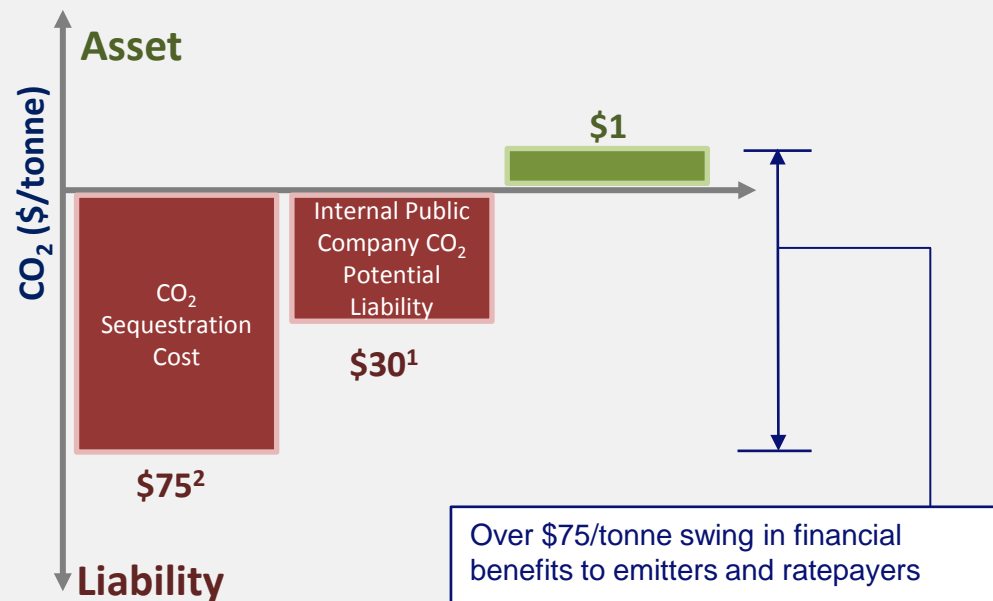 Asset
CO₂ ($/tonne)
$1
CO₂
Sequestration
Cost
$75²
Internal Public
Company CO₂
Potential
Liability
$30¹
Over $75/tonne swing in financial
benefits to emitters and ratepayers
Liability